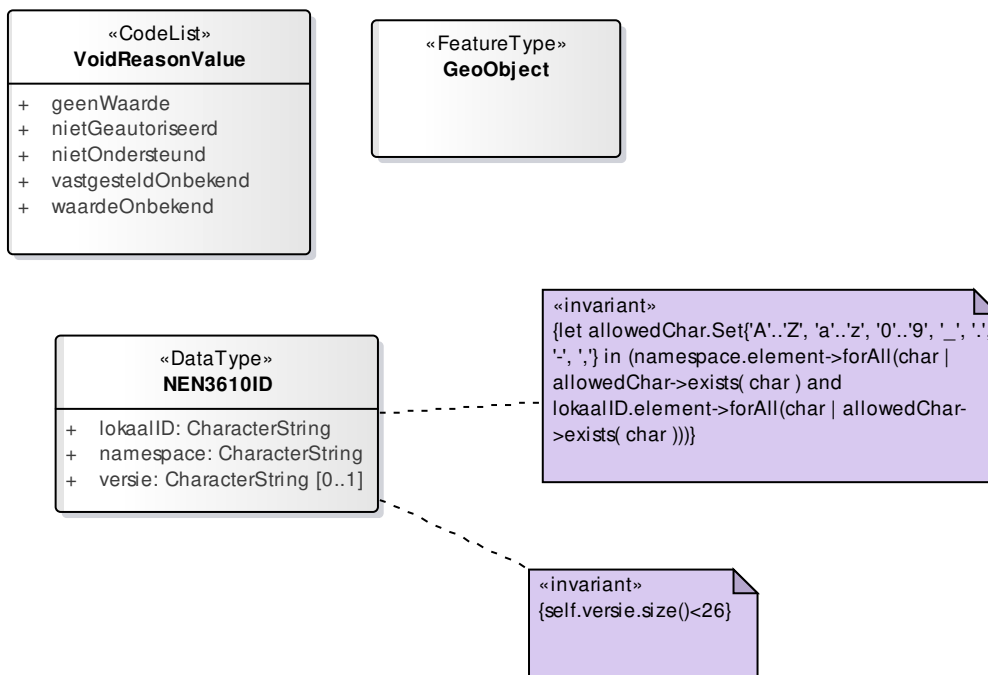 «CodeList»
VoidReasonValue
+ geenWaarde
+ nietGeautoriseerd
+ nietOndersteund
+ vastgesteldOnbekend
+ waardeOnbekend
«FeatureType»
GeoObject
«DataType»
NEN3610ID
+ lokaalID: CharacterString
+ namespace: CharacterString
+ versie: CharacterString [0..1]
«invariant»
{let allowedChar.Set{'A'..'Z', 'a'..'z', '0'..'9', '_', '.',
'-', ','} in (namespace.element->forAll(char |
allowedChar->exists( char ) and
lokaalID.element->forAll(char | allowedChar-
>exists( char )))}
«invariant»
{self.versie.size()<26}